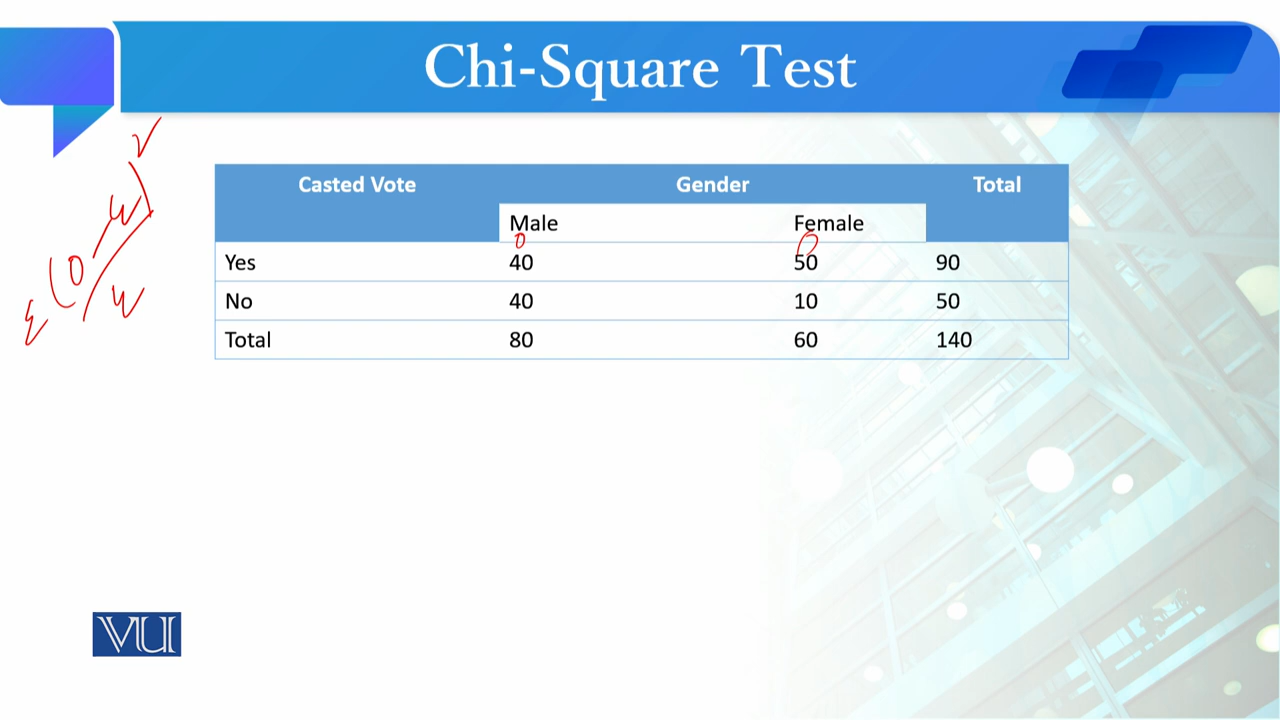 Chi-Square Test
Σ (O - E)² / E
Casted Vote Gender Total
Male Female
O O
Yes 40 50 90
No 40 10 50
Total 80 60 140
VU